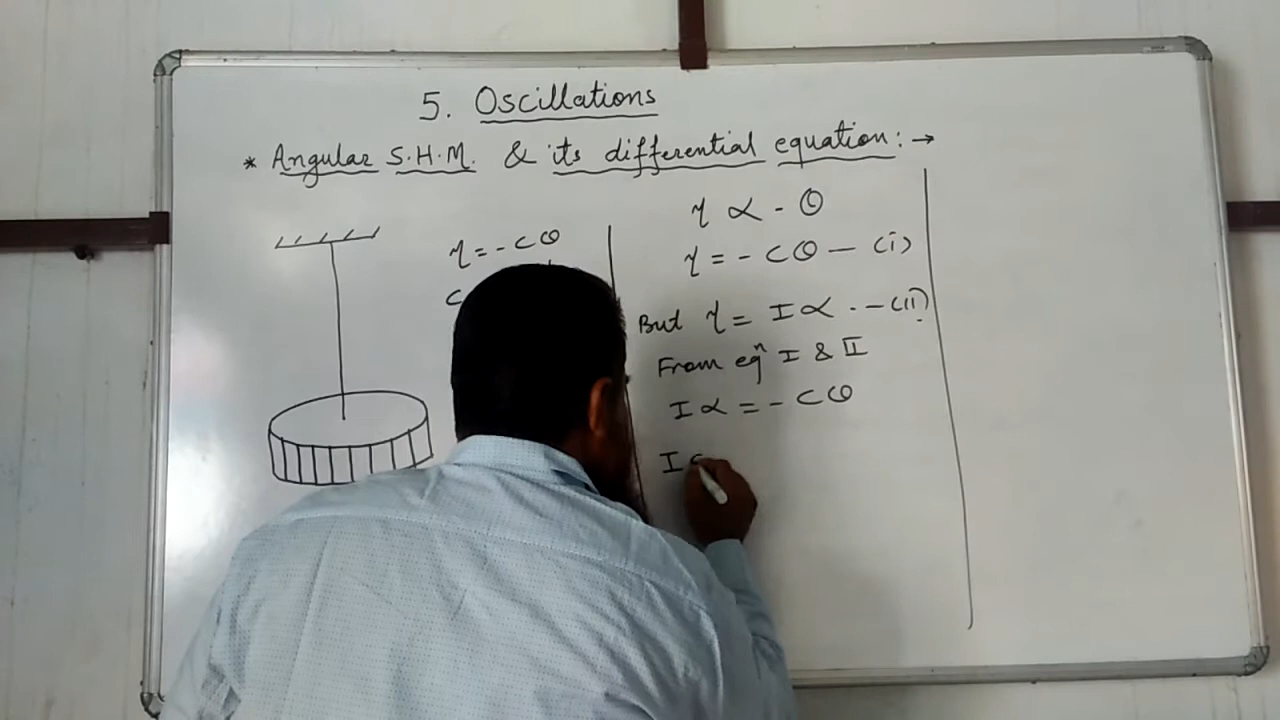 5. Oscillations
* Angular S.H.M. & its differential equation: →
τ = - cθ
c
τ α - θ
τ = - cθ — (i)
But τ = Iα. — (ii)
From eqⁿ I & II
Iα = - cθ
I